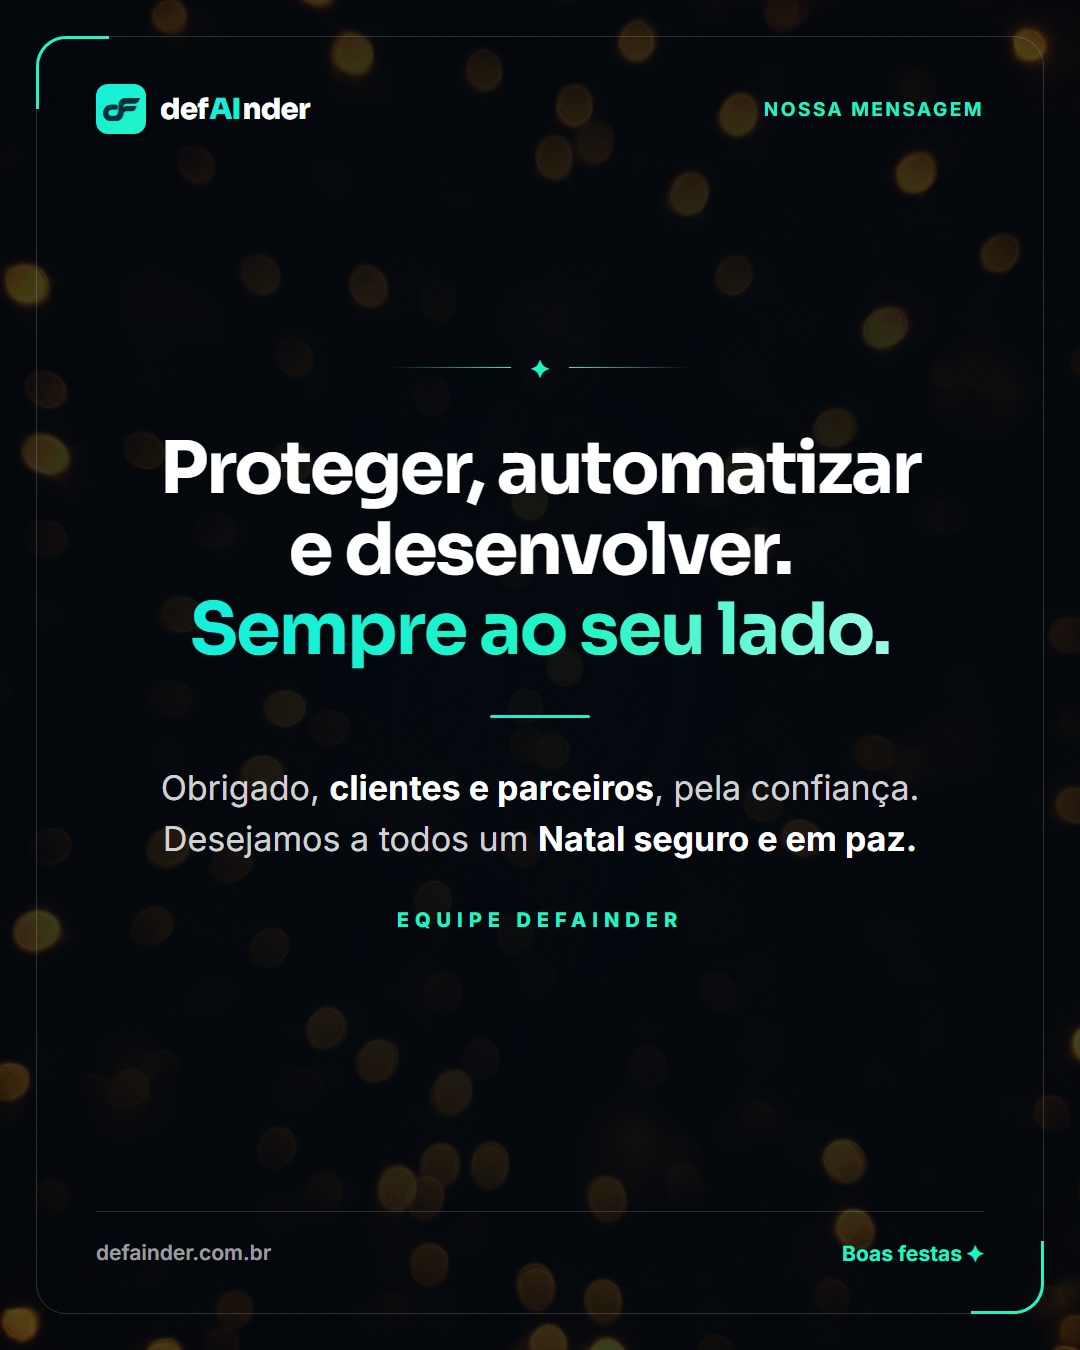 defAInder
NOSSA MENSAGEM
Proteger, automatizar
e desenvolver.
Sempre ao seu lado.
Obrigado, clientes e parceiros, pela confiança.
Desejamos a todos um Natal seguro e em paz.
EQUIPE DEFAINDER
defainder.com.br
Boas festas ✦